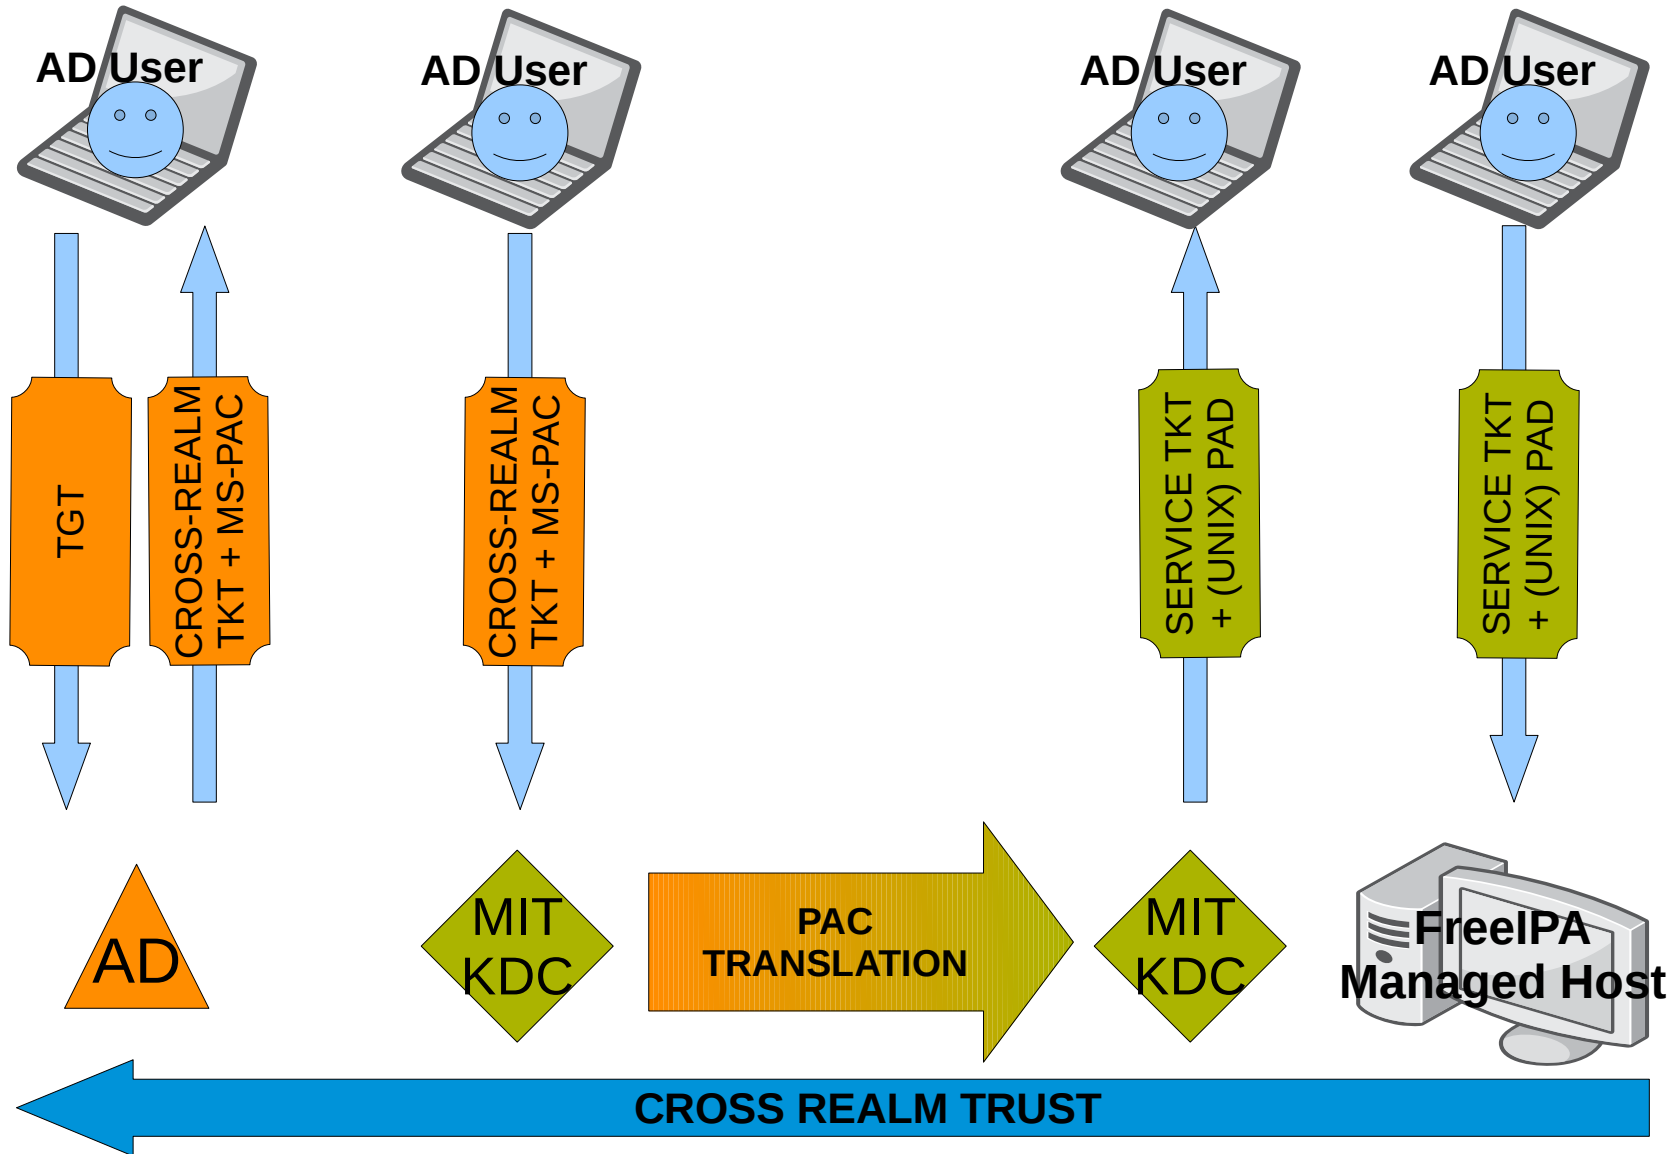 AD User
AD User
AD User
AD User
TGT
CROSS-REALM
TKT + MS-PAC
CROSS-REALM
TKT + MS-PAC
SERVICE TKT
+ (UNIX) PAD
SERVICE TKT
+ (UNIX) PAD
AD
MIT
KDC
PAC
TRANSLATION
MIT
KDC
FreeIPA
Managed Host
CROSS REALM TRUST